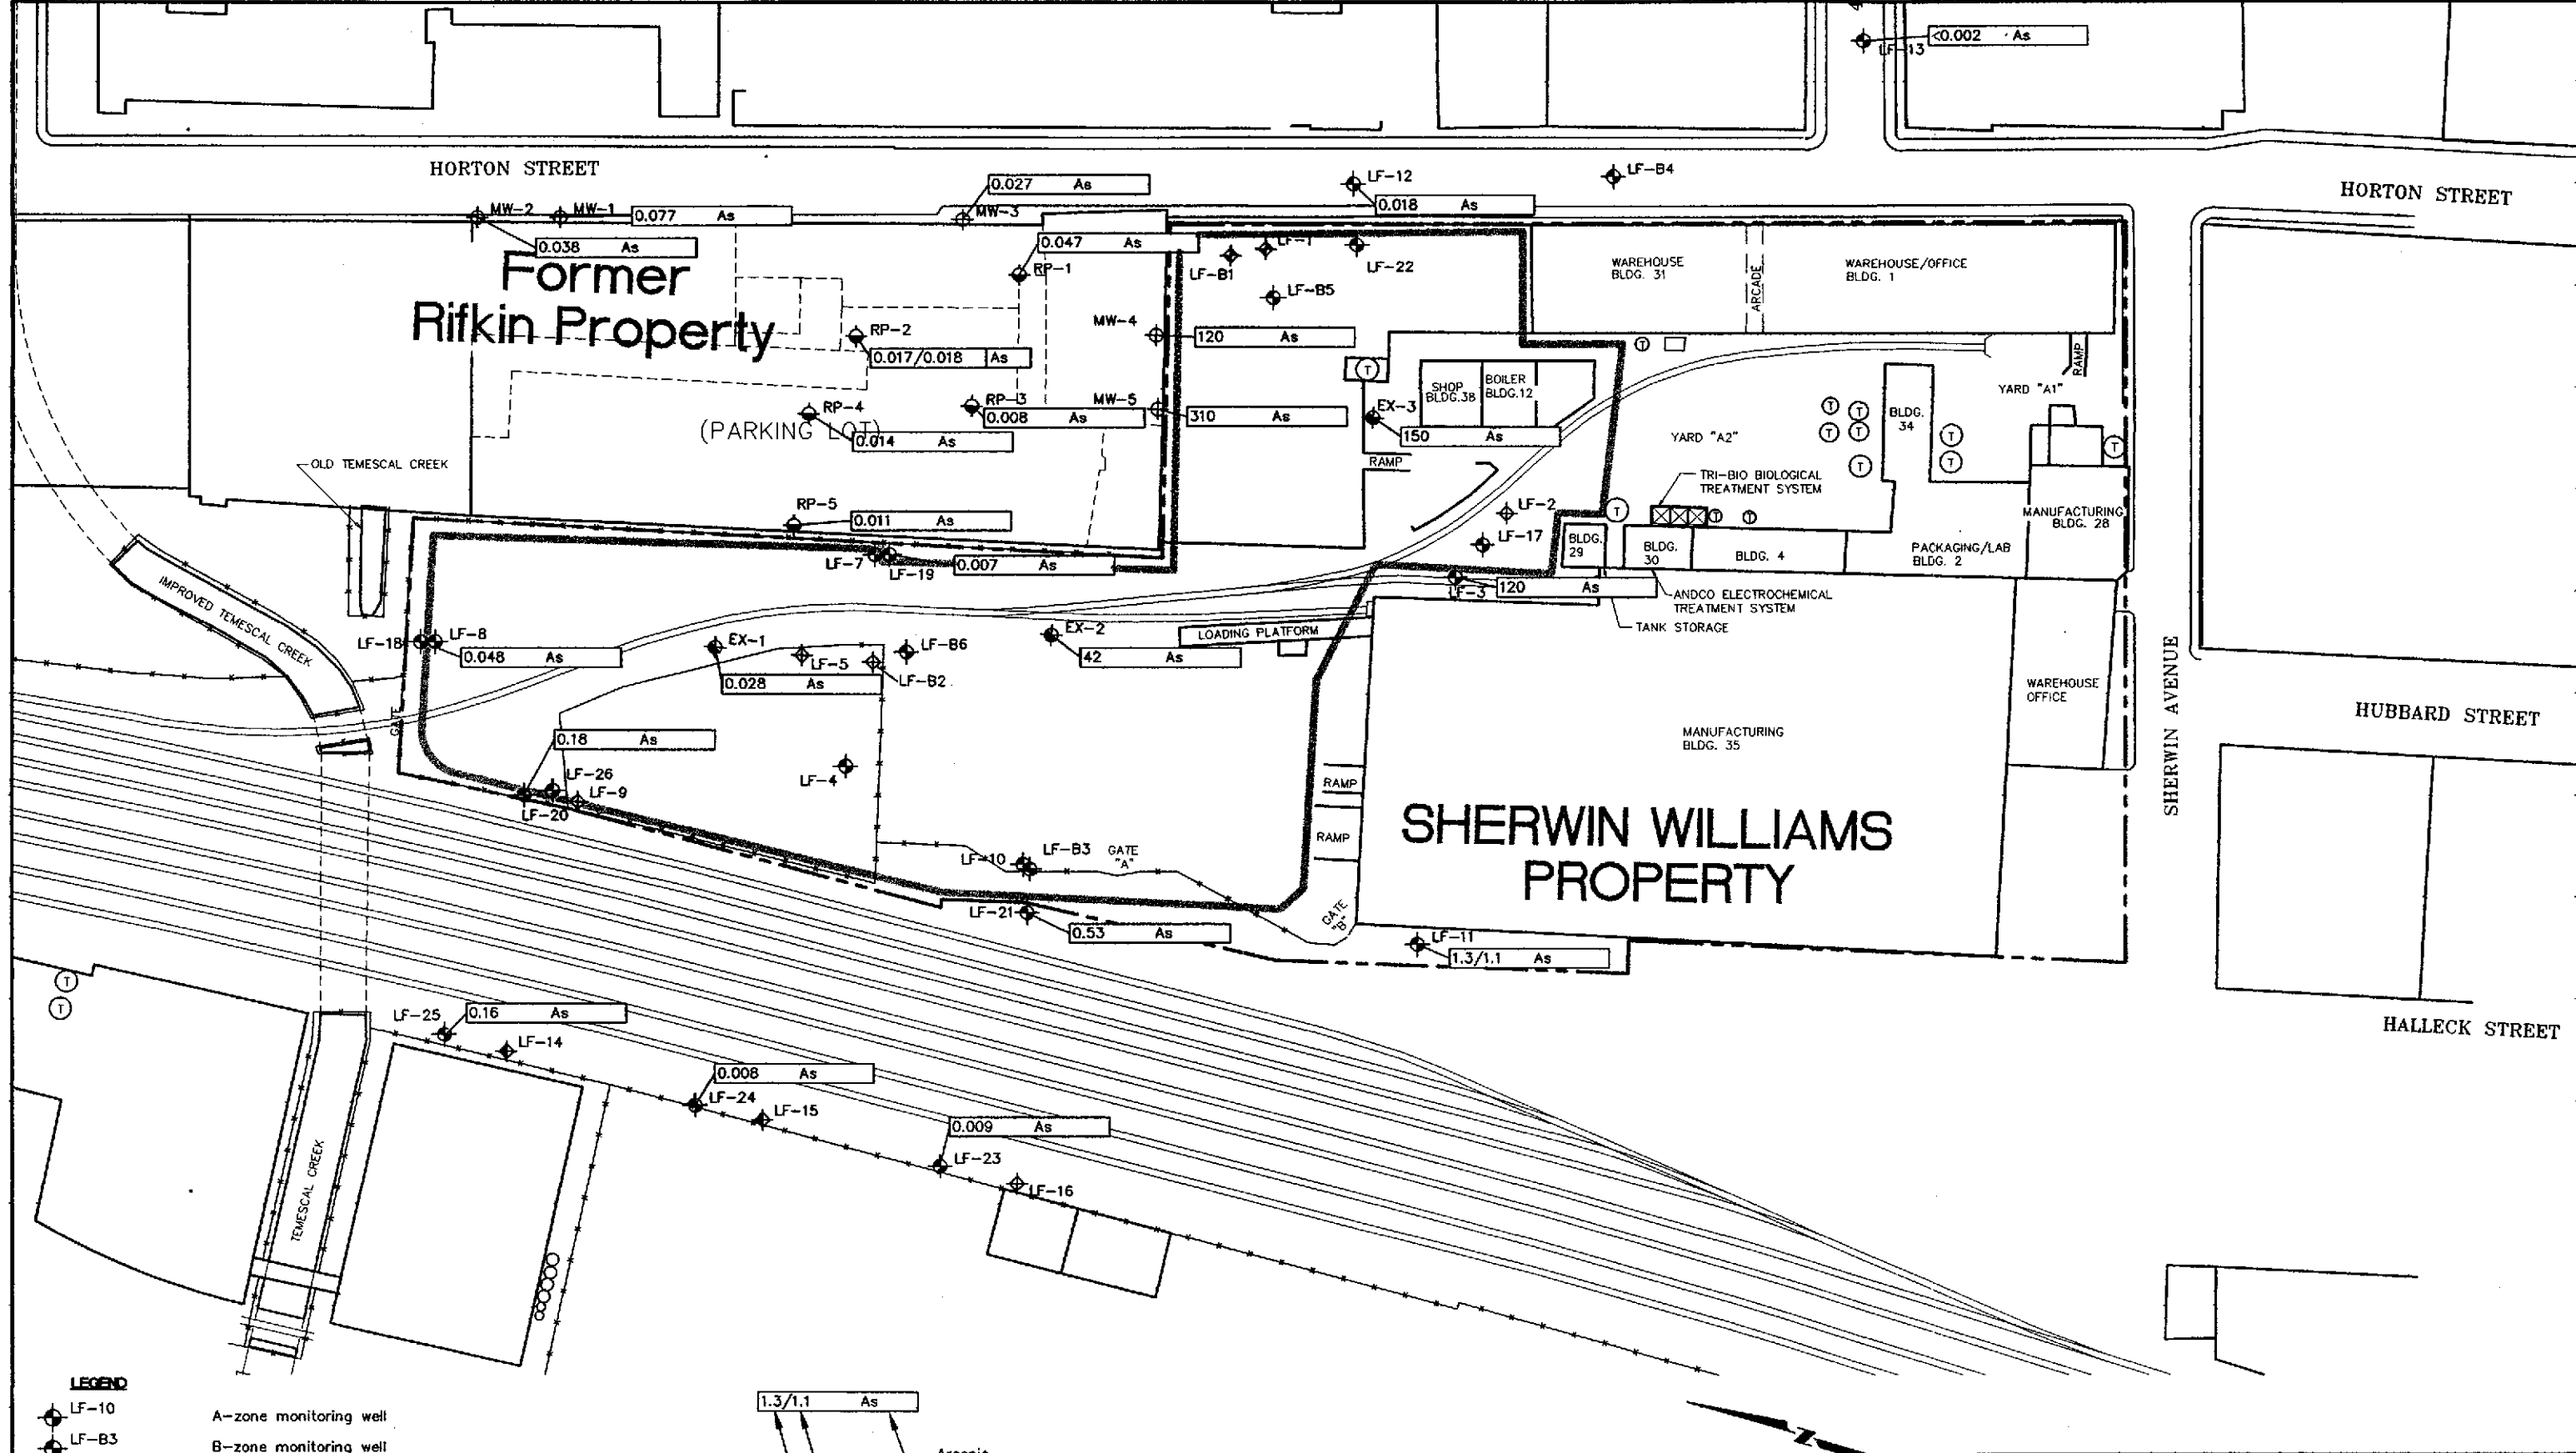 LF-13
<0.002 As
HORTON STREET
HORTON STREET
LF-B4
LF-12
0.018 As
0.027 As
MW-3
MW-2
MW-1
0.077 As
0.038 As
0.047 As
RP-1
Former
Rifkin Property
LF-B1
LF-1
LF-22
LF-B5
WAREHOUSE
BLDG. 31
ARCADE
WAREHOUSE/OFFICE
BLDG. 1
RP-2
0.017/0.018 As
MW-4
120 As
T
T
RAMP
YARD "A1"
SHOP
BLDG.38
BOILER
BLDG.12
RP-4
(PARKING LOT)
0.014 As
RP-3
0.008 As
MW-5
310 As
EX-3
150 As
RAMP
YARD "A2"
BLDG.
34
T
T
T
T
T
T
T
T
OLD TEMESCAL CREEK
TRI-BIO BIOLOGICAL
TREATMENT SYSTEM
RP-5
0.011 As
LF-2
LF-17
T
T
T
MANUFACTURING
BLDG. 28
BLDG.
29
BLDG.
30
BLDG. 4
PACKAGING/LAB
BLDG. 2
LF-7
LF-19
0.007 As
LF-3
120 As
ANDCO ELECTROCHEMICAL
TREATMENT SYSTEM
TANK STORAGE
IMPROVED TEMESCAL CREEK
LF-18
LF-8
0.048 As
EX-1
0.028 As
LF-5
LF-B6
LF-B2
EX-2
42 As
LOADING PLATFORM
GATE
WAREHOUSE
OFFICE
SHERWIN AVENUE
HUBBARD STREET
MANUFACTURING
BLDG. 35
0.18 As
LF-26
LF-9
LF-20
LF-4
RAMP
RAMP
SHERWIN WILLIAMS
PROPERTY
LF-10
LF-B3
GATE
"A"
GATE
"B"
LF-21
0.53 As
LF-11
1.3/1.1 As
HALLECK STREET
T
T
LF-25
0.16 As
LF-14
0.008 As
LF-24
LF-15
0.009 As
LF-23
LF-16
TEMESCAL CREEK
LEGEND
LF-10 A-zone monitoring well
LF-B3 B-zone monitoring well
1.3/1.1 As
Arsenic
Z